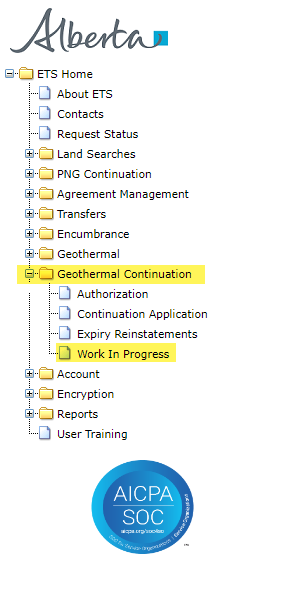 Alberta
ETS Home
About ETS
Contacts
Request Status
Land Searches
PNG Continuation
Agreement Management
Transfers
Encumbrance
Geothermal
Geothermal Continuation
Authorization
Continuation Application
Expiry Reinstatements
Work In Progress
Account
Encryption
Reports
User Training
AICPA
SOC
aicpa.org/soc4so
TM